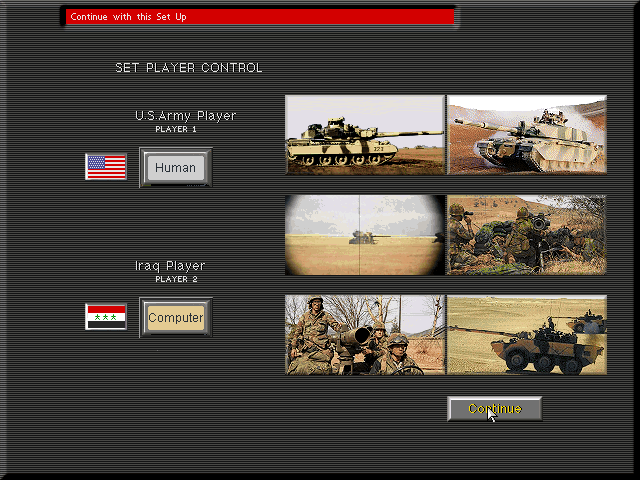 Continue with this Set Up
SET PLAYER CONTROL
U.S.Army Player
PLAYER 1
Human
Iraq Player
PLAYER 2
Computer
Continue